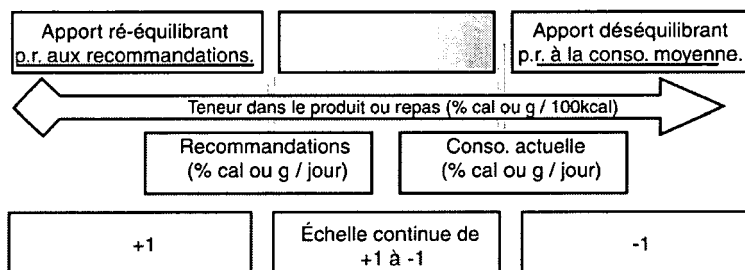 Apport ré-équilibrant
p.r. aux recommandations.
Apport déséquilibrant
p.r. à la conso. moyenne.
Teneur dans le produit ou repas (% cal ou g / 100kcal)
Recommandations
(% cal ou g / jour)
Conso. actuelle
(% cal ou g / jour)
+1
Échelle continue de
+1 à -1
-1